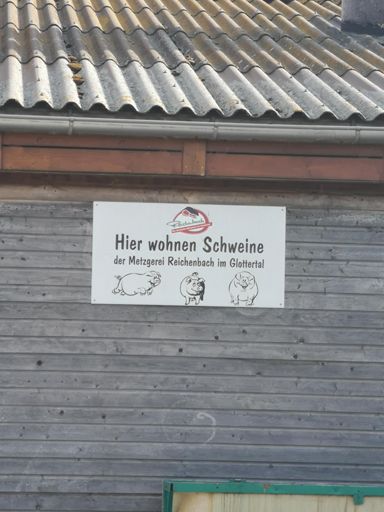 Hier wohnen Schweine
der Metzgerei Reichenbach im Glottertal